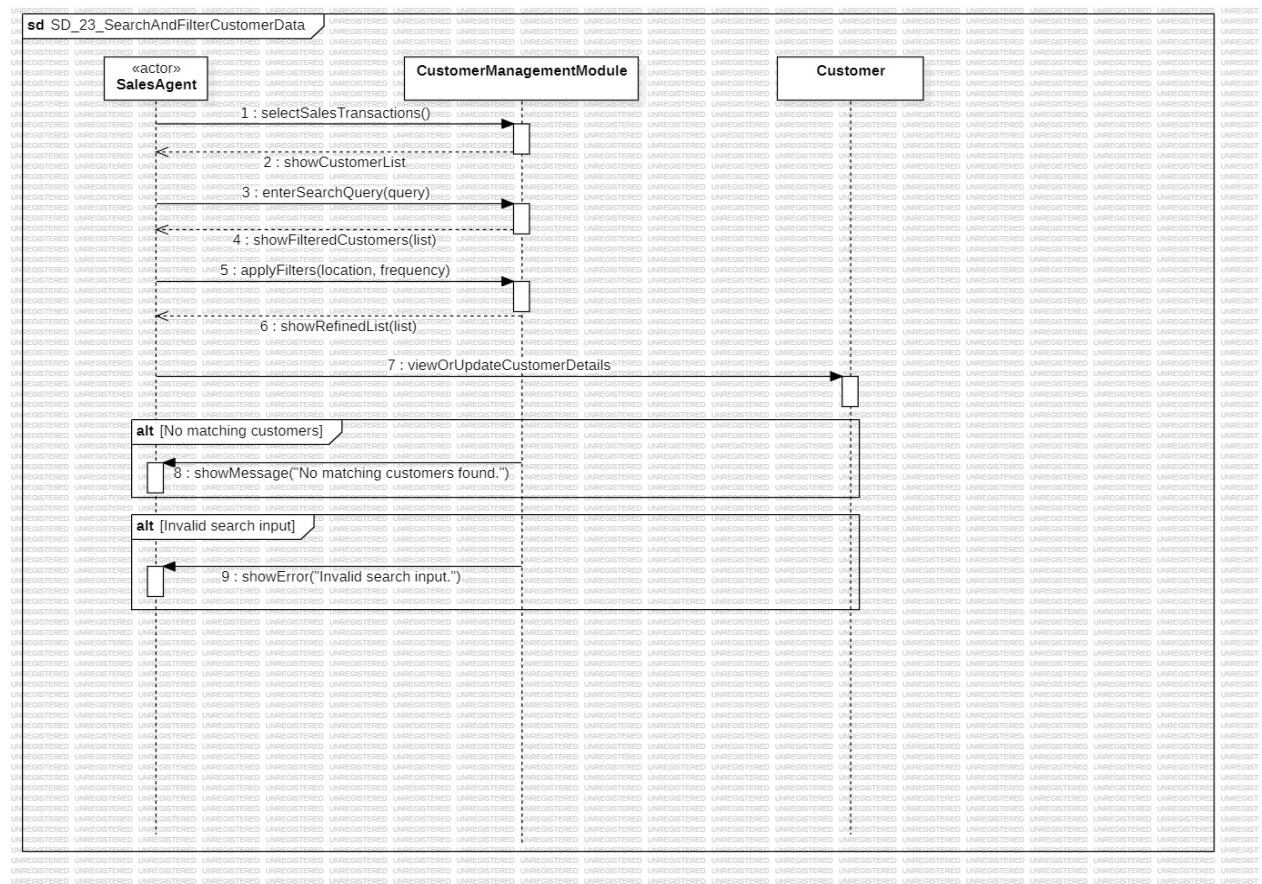 sd SD_23_SearchAndFilterCustomerData
«actor»
SalesAgent
CustomerManagementModule
Customer
1 : selectSalesTransactions()
2 : showCustomerList
3 : enterSearchQuery(query)
4 : showFilteredCustomers(list)
5 : applyFilters(location, frequency)
6 : showRefinedList(list)
7 : viewOrUpdateCustomerDetails
alt [No matching customers]
8 : showMessage("No matching customers found.")
alt [Invalid search input]
9 : showError("Invalid search input.")
UNREGISTERED